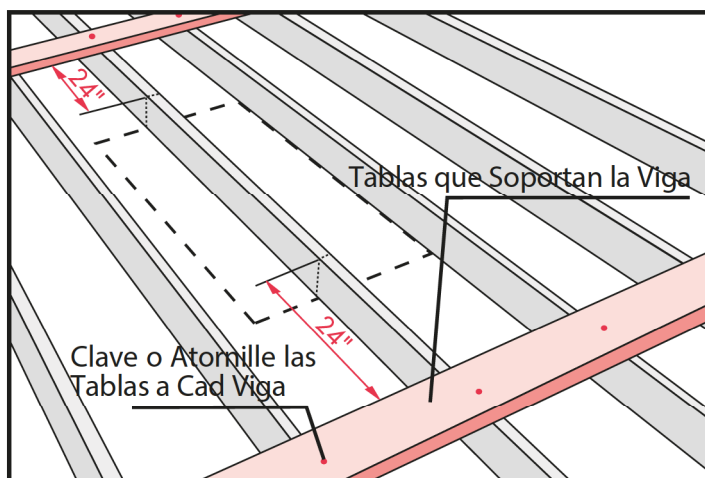 24"
Tablas que Soportan la Viga
24"
Clave o Atornille las
Tablas a Cad Viga